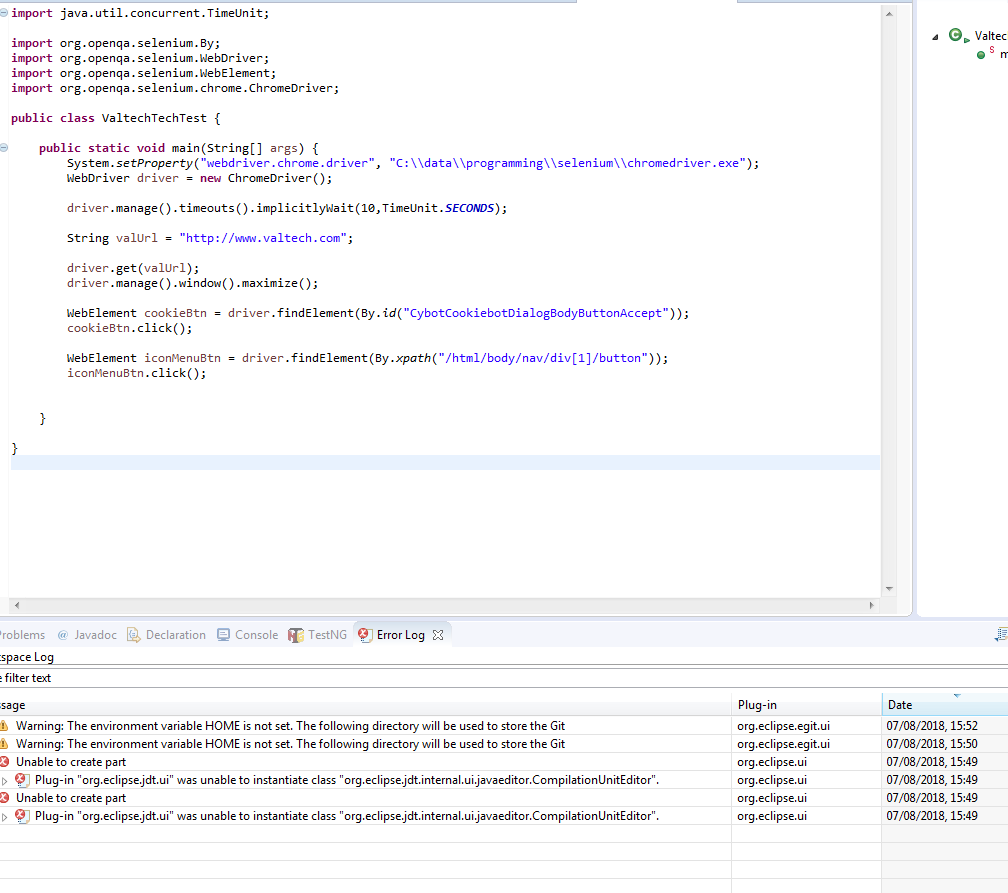 import java.util.concurrent.TimeUnit;
import org.openqa.selenium.By;
import org.openqa.selenium.WebDriver;
import org.openqa.selenium.WebElement;
import org.openqa.selenium.chrome.ChromeDriver;
public class ValtechTechTest {
public static void main(String[] args) {
System.setProperty("webdriver.chrome.driver", "C:\\data\\programming\\selenium\\chromedriver.exe");
WebDriver driver = new ChromeDriver();
driver.manage().timeouts().implicitlyWait(10,TimeUnit.SECONDS);
String valUrl = "http://www.valtech.com";
driver.get(valUrl);
driver.manage().window().maximize();
WebElement cookieBtn = driver.findElement(By.id("CybotCookiebotDialogBodyButtonAccept"));
cookieBtn.click();
WebElement iconMenuBtn = driver.findElement(By.xpath("/html/body/nav/div[1]/button"));
iconMenuBtn.click();
}
}
Valtec
S m
roblems @ Javadoc Declaration Console TestNG Error Log
space Log
e filter text
sage Plug-in Date
Warning: The environment variable HOME is not set. The following directory will be used to store the Git org.eclipse.egit.ui 07/08/2018, 15:52
Warning: The environment variable HOME is not set. The following directory will be used to store the Git org.eclipse.egit.ui 07/08/2018, 15:50
Unable to create part org.eclipse.ui 07/08/2018, 15:49
Plug-in "org.eclipse.jdt.ui" was unable to instantiate class "org.eclipse.jdt.internal.ui.javaeditor.CompilationUnitEditor". org.eclipse.ui 07/08/2018, 15:49
Unable to create part org.eclipse.ui 07/08/2018, 15:49
Plug-in "org.eclipse.jdt.ui" was unable to instantiate class "org.eclipse.jdt.internal.ui.javaeditor.CompilationUnitEditor". org.eclipse.ui 07/08/2018, 15:49